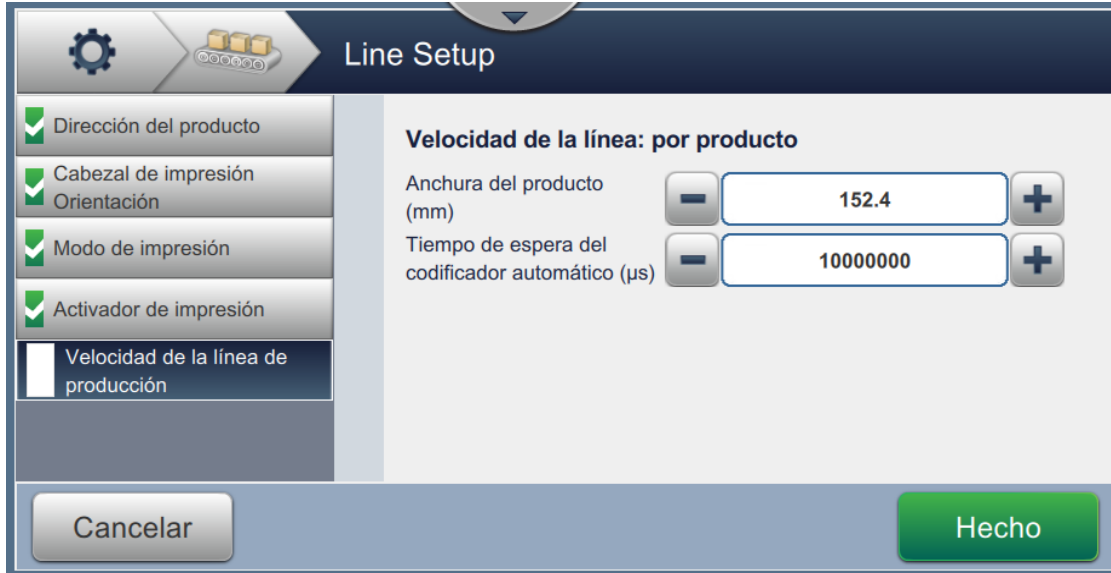 Line Setup
Dirección del producto
Cabezal de impresión
Orientación
Modo de impresión
Activador de impresión
Velocidad de la línea de
producción
Velocidad de la línea: por producto
Anchura del producto
(mm)
152.4
Tiempo de espera del
codificador automático (µs)
10000000
Cancelar
Hecho